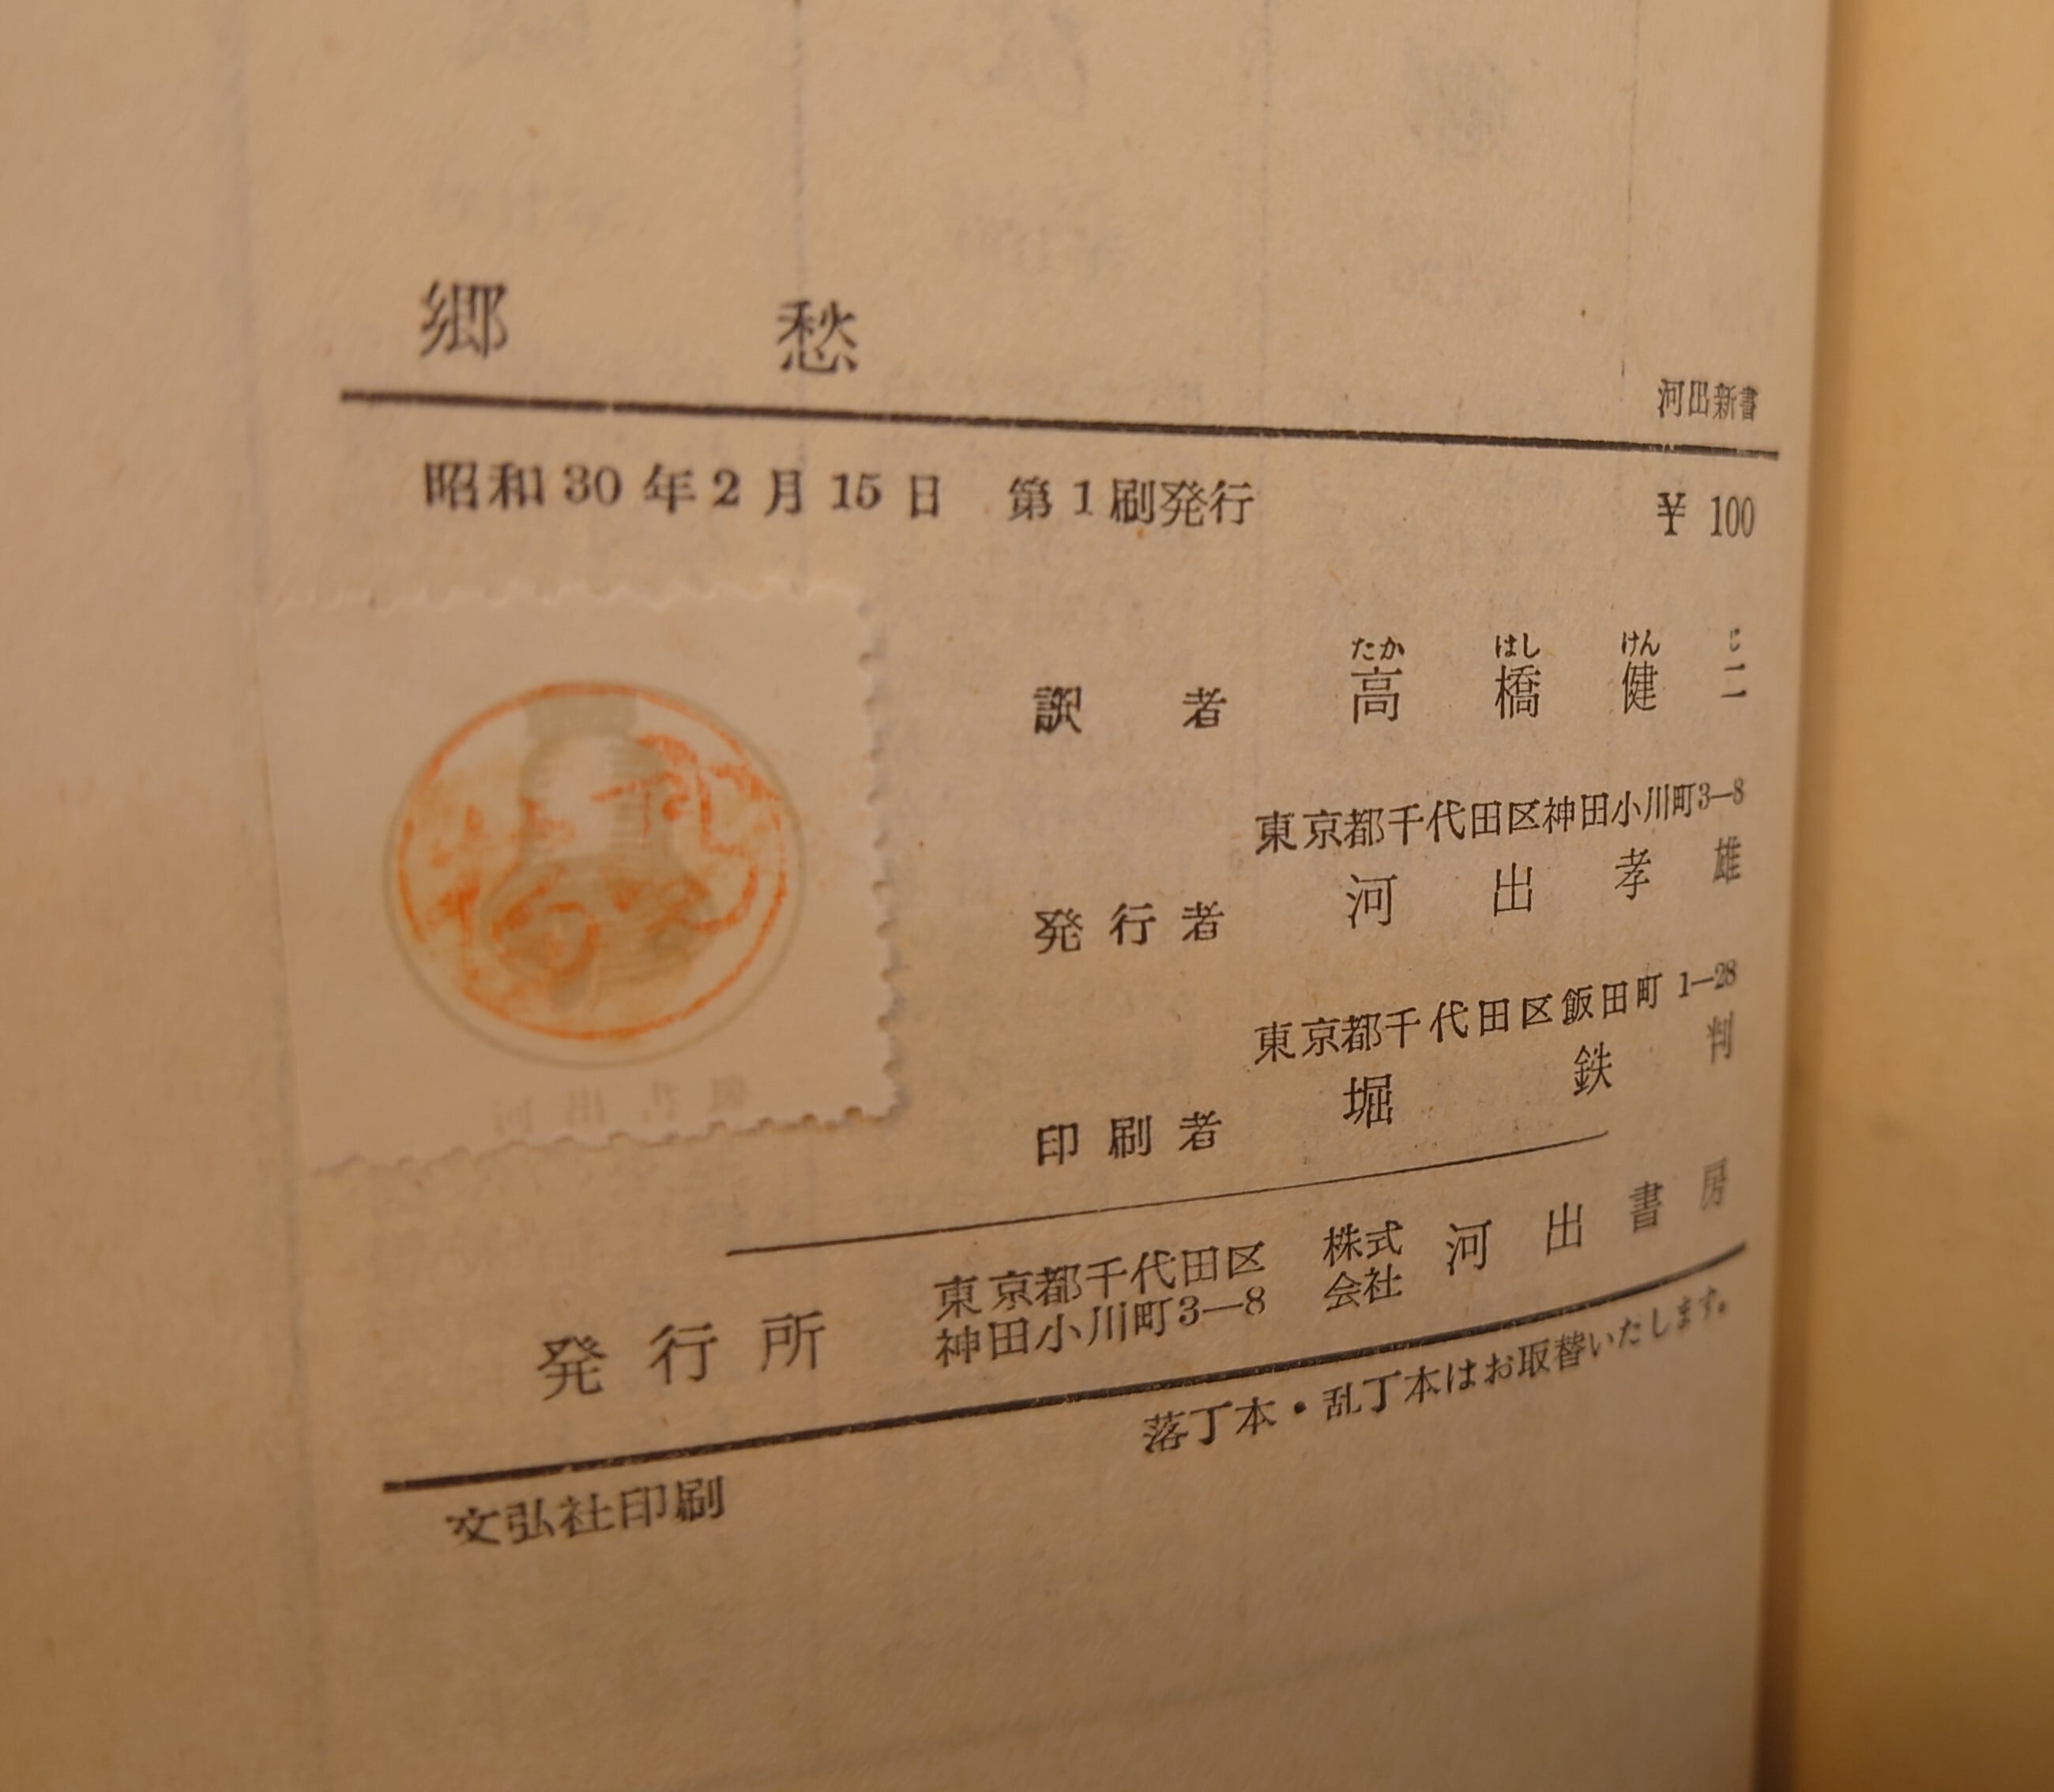 郷愁
河出新書
昭和30年2月15日 第1刷発行 ¥100
たか はし けん じ
訳者 高橋健二
東京都千代田区神田小川町3—8
発行者 河出孝雄
東京都千代田区飯田町1—28
印刷者 堀鉄判
発行所 東京都千代田区 株式 河出書房
神田小川町3—8 会社
落丁本・乱丁本はお取替いたします。
文弘社印刷